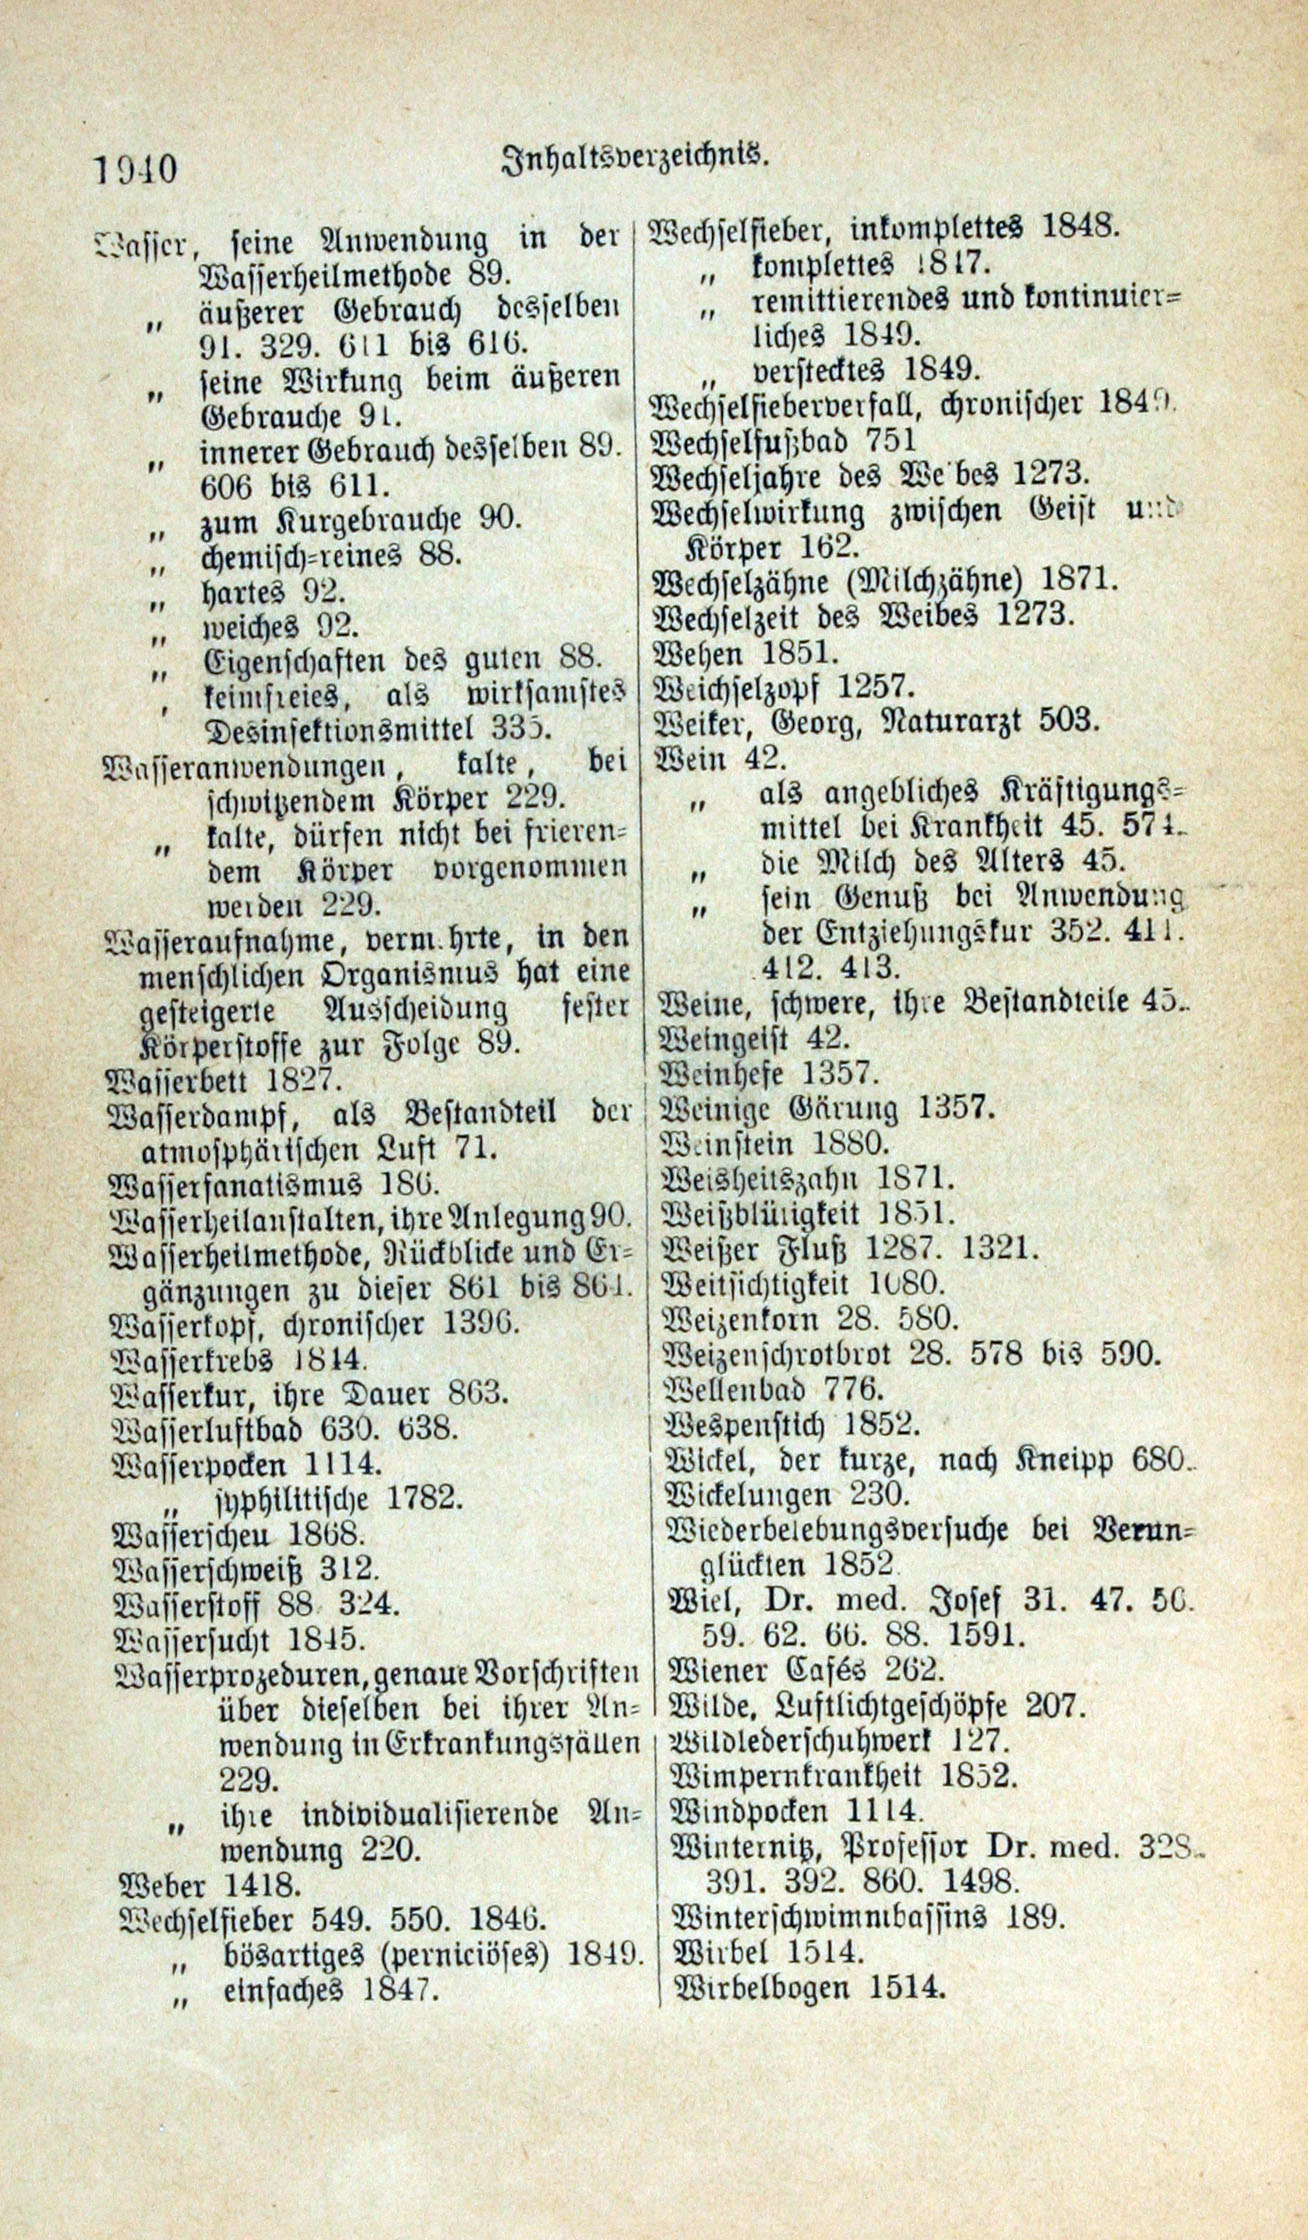 1940
Inhaltsverzeichnis.
Wasser, seine Anwendung in der
Wasserheilmethode 89.
„ äußerer Gebrauch desselben
91. 329. 611 bis 616.
„ seine Wirkung beim äußeren
Gebrauche 91.
„ innerer Gebrauch desselben 89.
606 bis 611.
„ zum Kurgebrauche 90.
„ chemisch-reines 88.
„ hartes 92.
„ weiches 92.
„ Eigenschaften des guten 88.
„ keimfreies, als wirksamstes
Desinfektionsmittel 335.
Wasseranwendungen, kalte, bei
schwitzendem Körper 229.
„ kalte, dürfen nicht bei frieren-
dem Körper vorgenommen
werden 229.
Wasseraufnahme, verm.hrte, in den
menschlichen Organismus hat eine
gesteigerte Ausscheidung fester
Körperstoffe zur Folge 89.
Wasserbett 1827.
Wasserdampf, als Bestandteil der
atmosphärischen Luft 71.
Wasserfanatismus 186.
Wasserheilanstalten, ihre Anlegung 90.
Wasserheilmethode, Rückblicke und Er-
gänzungen zu dieser 861 bis 864.
Wasserkopf, chronischer 1396.
Wasserkrebs 1814.
Wasserkur, ihre Dauer 863.
Wasserluftbad 630. 638.
Wasserpocken 1114.
„ syphilitische 1782.
Wasserscheu 1868.
Wasserschweiß 312.
Wasserstoff 88. 324.
Wassersucht 1845.
Wasserprozeduren, genaue Vorschriften
über dieselben bei ihrer An-
wendung in Erkrankungsfällen
229.
„ ihre individualisierende An-
wendung 220.
Weber 1418.
Wechselfieber 549. 550. 1846.
„ bösartiges (perniciöses) 1849.
„ einfaches 1847.
Wechselfieber, inkomplettes 1848.
„ komplettes 1847.
„ remittierendes und kontinuier-
liches 1849.
„ verstecktes 1849.
Wechselfieberverfall, chronischer 1849.
Wechselfußbad 751
Wechseljahre des We bes 1273.
Wechselwirkung zwischen Geist und
Körper 162.
Wechselzähne (Milchzähne) 1871.
Wechselzeit des Weibes 1273.
Wehen 1851.
Weichselzopf 1257.
Weiker, Georg, Naturarzt 503.
Wein 42.
„ als angebliches Kräftigungs-
mittel bei Krankheit 45. 574.
„ die Milch des Alters 45.
„ sein Genuß bei Anwendung
der Entziehungskur 352. 411.
412. 413.
Weine, schwere, ihre Bestandteile 45.
Weingeist 42.
Weinhefe 1357.
Weinige Gärung 1357.
Weinstein 1880.
Weisheitszahn 1871.
Weißblütigkeit 1851.
Weißer Fluß 1287. 1321.
Weitsichtigkeit 1080.
Weizenkorn 28. 580.
Weizenschrotbrot 28. 578 bis 590.
Wellenbad 776.
Wespenstich 1852.
Wickel, der kurze, nach Kneipp 680.
Wickelungen 230.
Wiederbelebungsversuche bei Verun-
glückten 1852.
Wiel, Dr. med. Josef 31. 47. 56.
59. 62. 66. 88. 1591.
Wiener Cafés 262.
Wilde, Luftlichtgeschöpfe 207.
Wildlederschuhwerk 127.
Wimpernkrankheit 1852.
Windpocken 1114.
Winternitz, Professor Dr. med. 328.
391. 392. 860. 1498.
Winterschwimmbassins 189.
Wirbel 1514.
Wirbelbogen 1514.